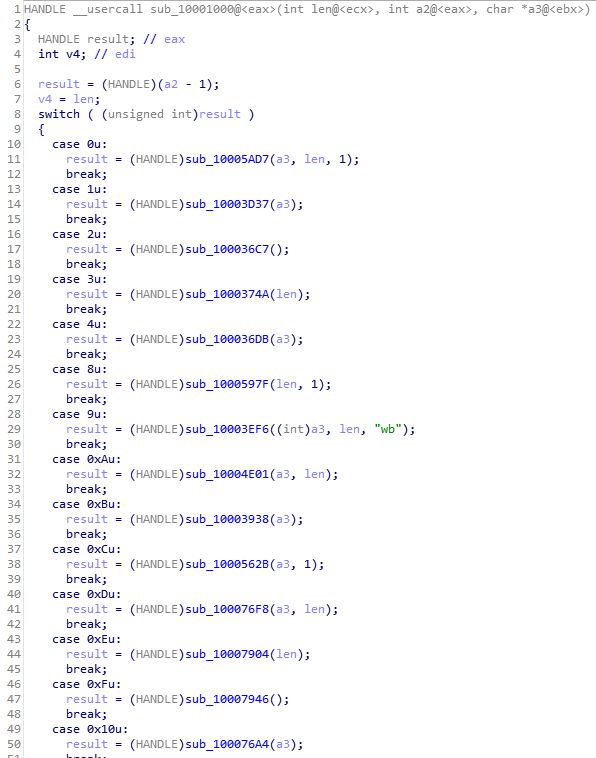 1 HANDLE __usercall sub_10001000@<eax>(int len@<ecx>, int a2@<eax>, char *a3@<ebx>)
2 {
3 HANDLE result; // eax
4 int v4; // edi
5
6 result = (HANDLE)(a2 - 1);
7 v4 = len;
8 switch ( (unsigned int)result )
9 {
10 case 0u:
11 result = (HANDLE)sub_10005AD7(a3, len, 1);
12 break;
13 case 1u:
14 result = (HANDLE)sub_10003D37(a3);
15 break;
16 case 2u:
17 result = (HANDLE)sub_100036C7();
18 break;
19 case 3u:
20 result = (HANDLE)sub_1000374A(len);
21 break;
22 case 4u:
23 result = (HANDLE)sub_100036DB(a3);
24 break;
25 case 8u:
26 result = (HANDLE)sub_1000597F(len, 1);
27 break;
28 case 9u:
29 result = (HANDLE)sub_10003EF6((int)a3, len, "wb");
30 break;
31 case 0xAu:
32 result = (HANDLE)sub_10004E01(a3, len);
33 break;
34 case 0xBu:
35 result = (HANDLE)sub_10003938(a3);
36 break;
37 case 0xCu:
38 result = (HANDLE)sub_1000562B(a3, 1);
39 break;
40 case 0xDu:
41 result = (HANDLE)sub_100076F8(a3, len);
42 break;
43 case 0xEu:
44 result = (HANDLE)sub_10007904(len);
45 break;
46 case 0xFu:
47 result = (HANDLE)sub_10007946();
48 break;
49 case 0x10u:
50 result = (HANDLE)sub_100076A4(a3);